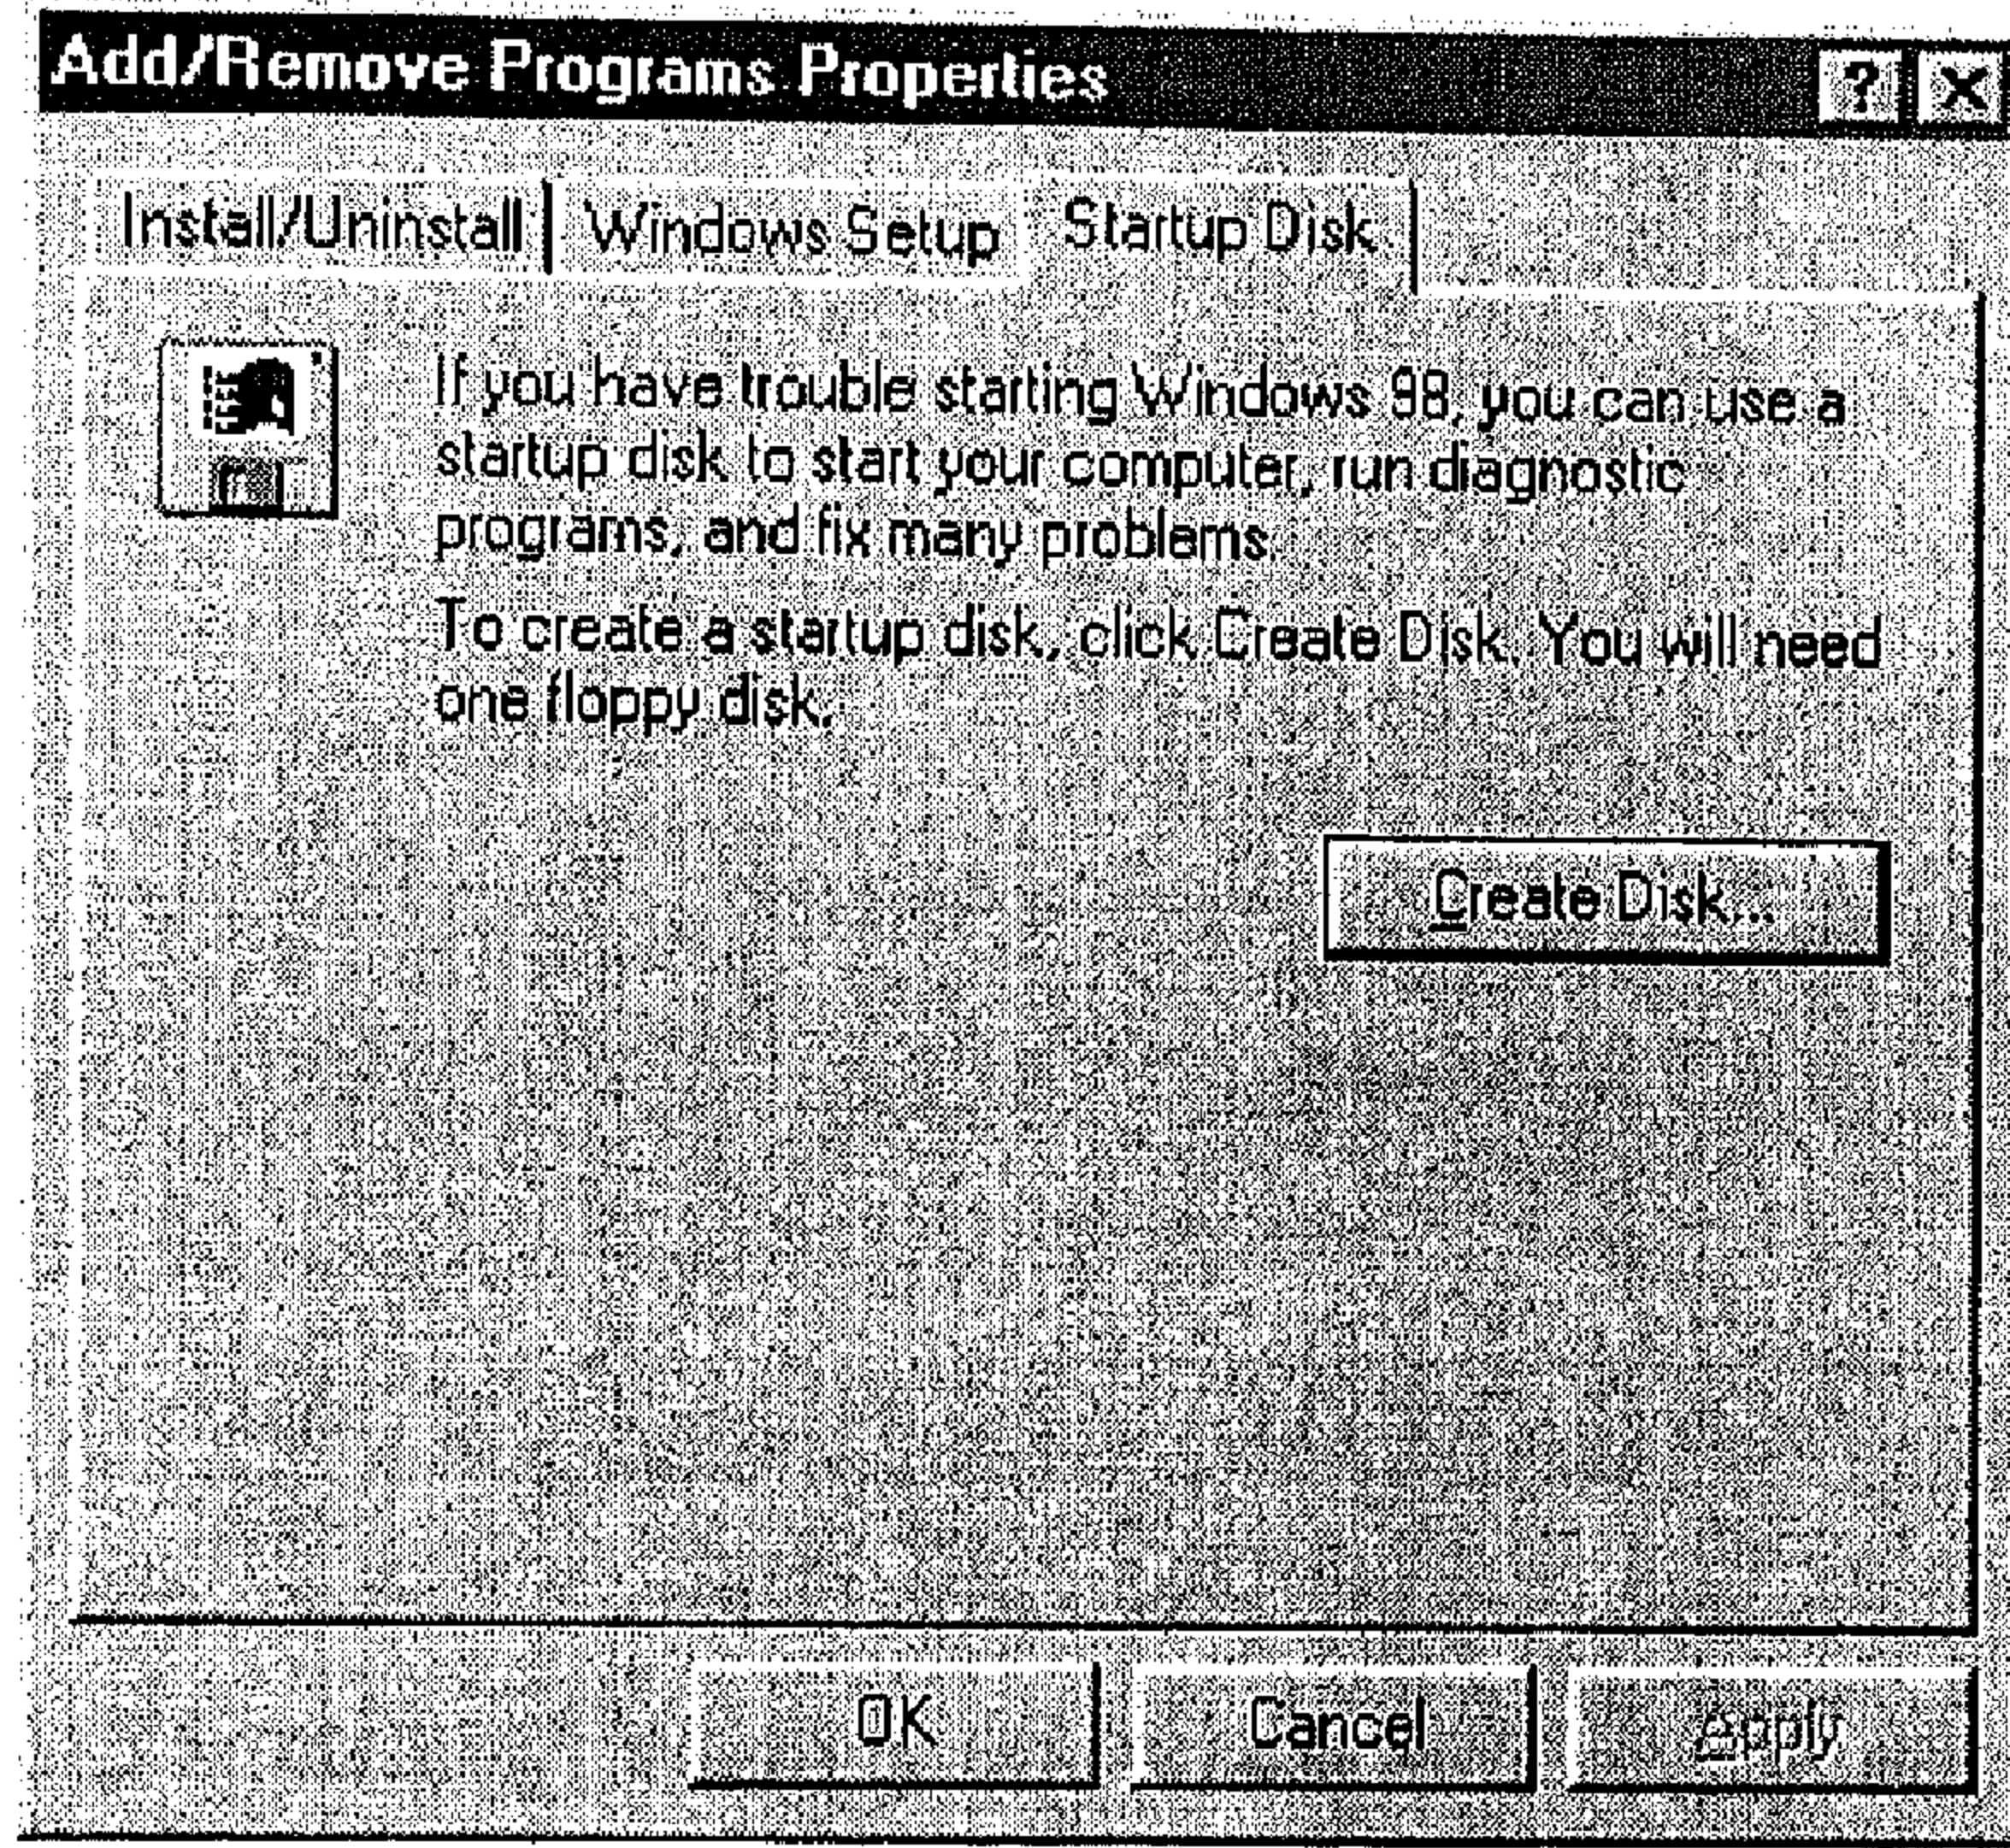 Add/Remove Programs Properties ? X
Install/Uninstall Windows Setup Startup Disk
If you have trouble starting Windows 98, you can use a
startup disk to start your computer, run diagnostic
programs, and fix many problems.
To create a startup disk, click Create Disk. You will need
one floppy disk.
Create Disk...
OK Cancel Apply